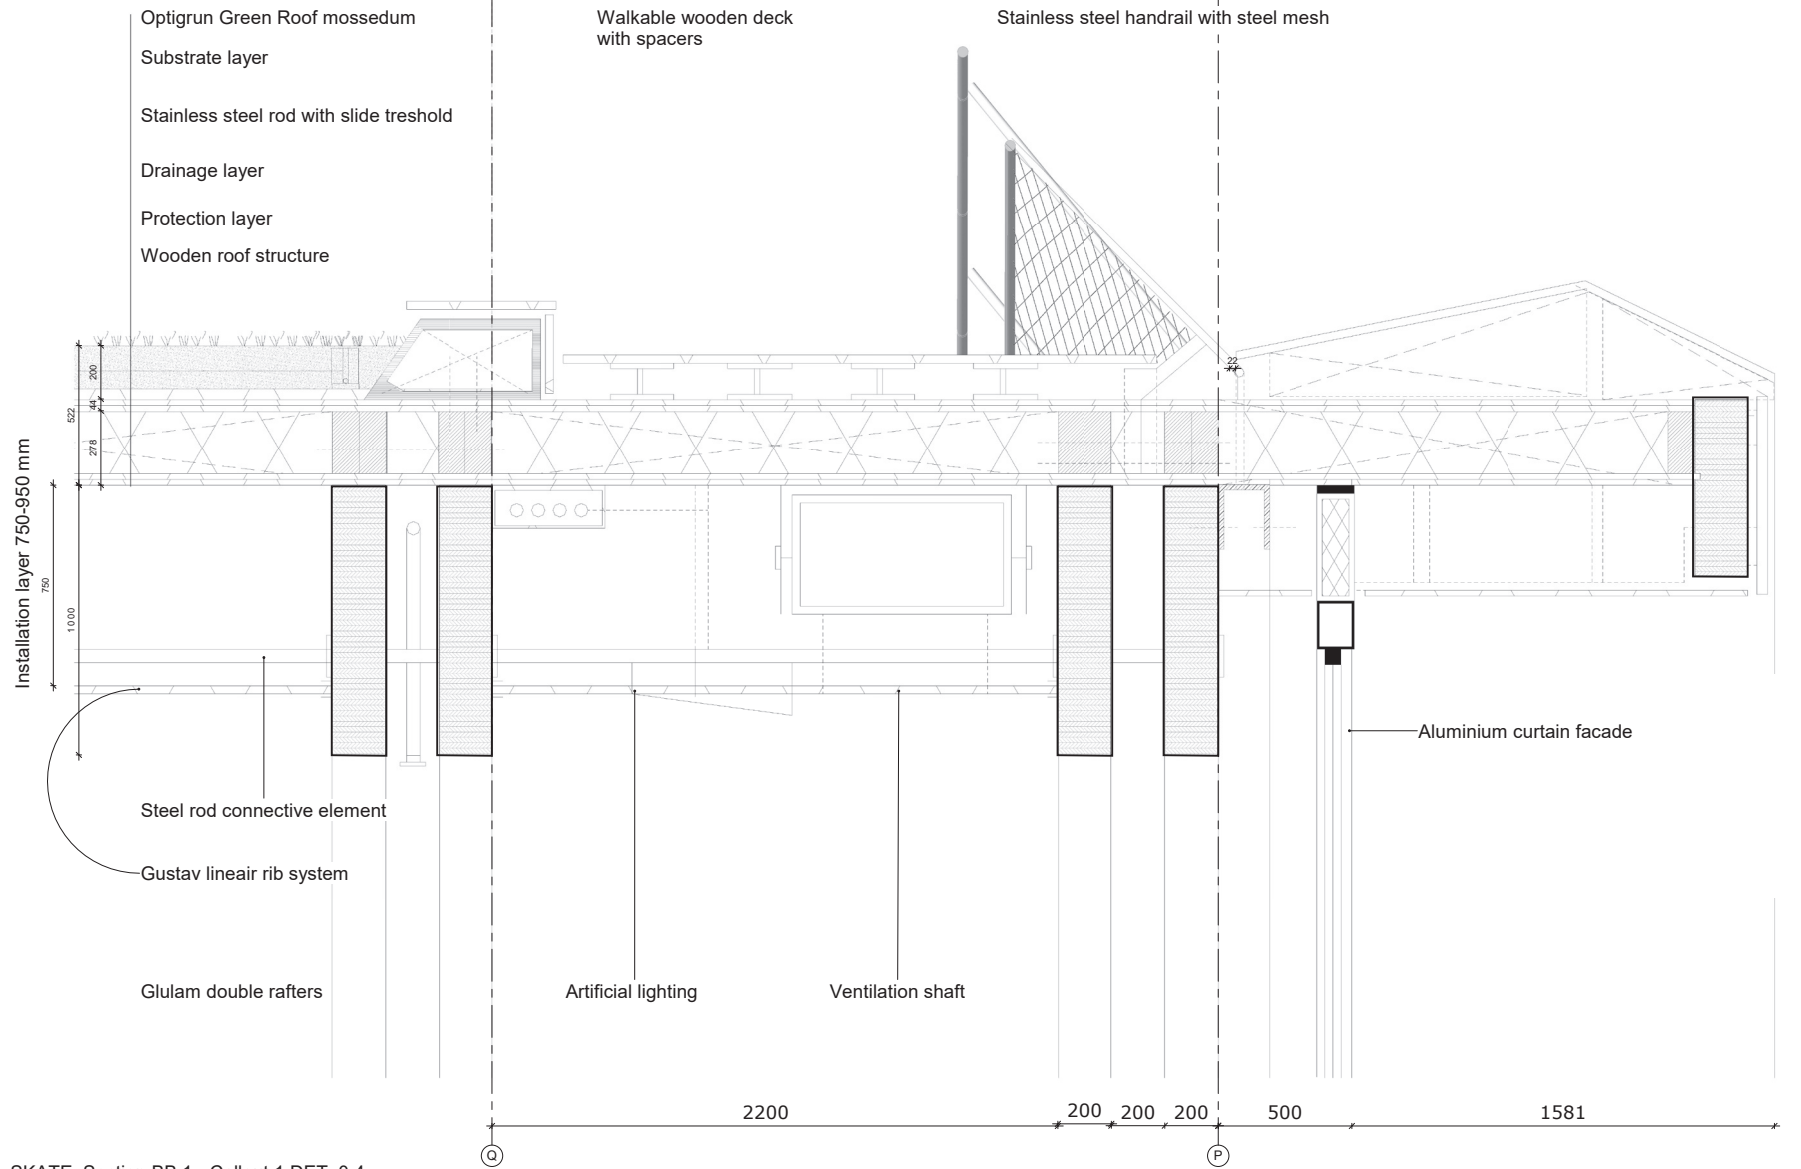 Optigrun Green Roof mossedum
Substrate layer
Stainless steel rod with slide treshold
Drainage layer
Protection layer
Wooden roof structure
Walkable wooden deck
with spacers
Stainless steel handrail with steel mesh
22
200
44
522
278
Installation layer 750-950 mm
750
1000
Aluminium curtain facade
Steel rod connective element
Gustav lineair rib system
Glulam double rafters
Artificial lighting
Ventilation shaft
2200
200
200
200
500
1581
Q
P